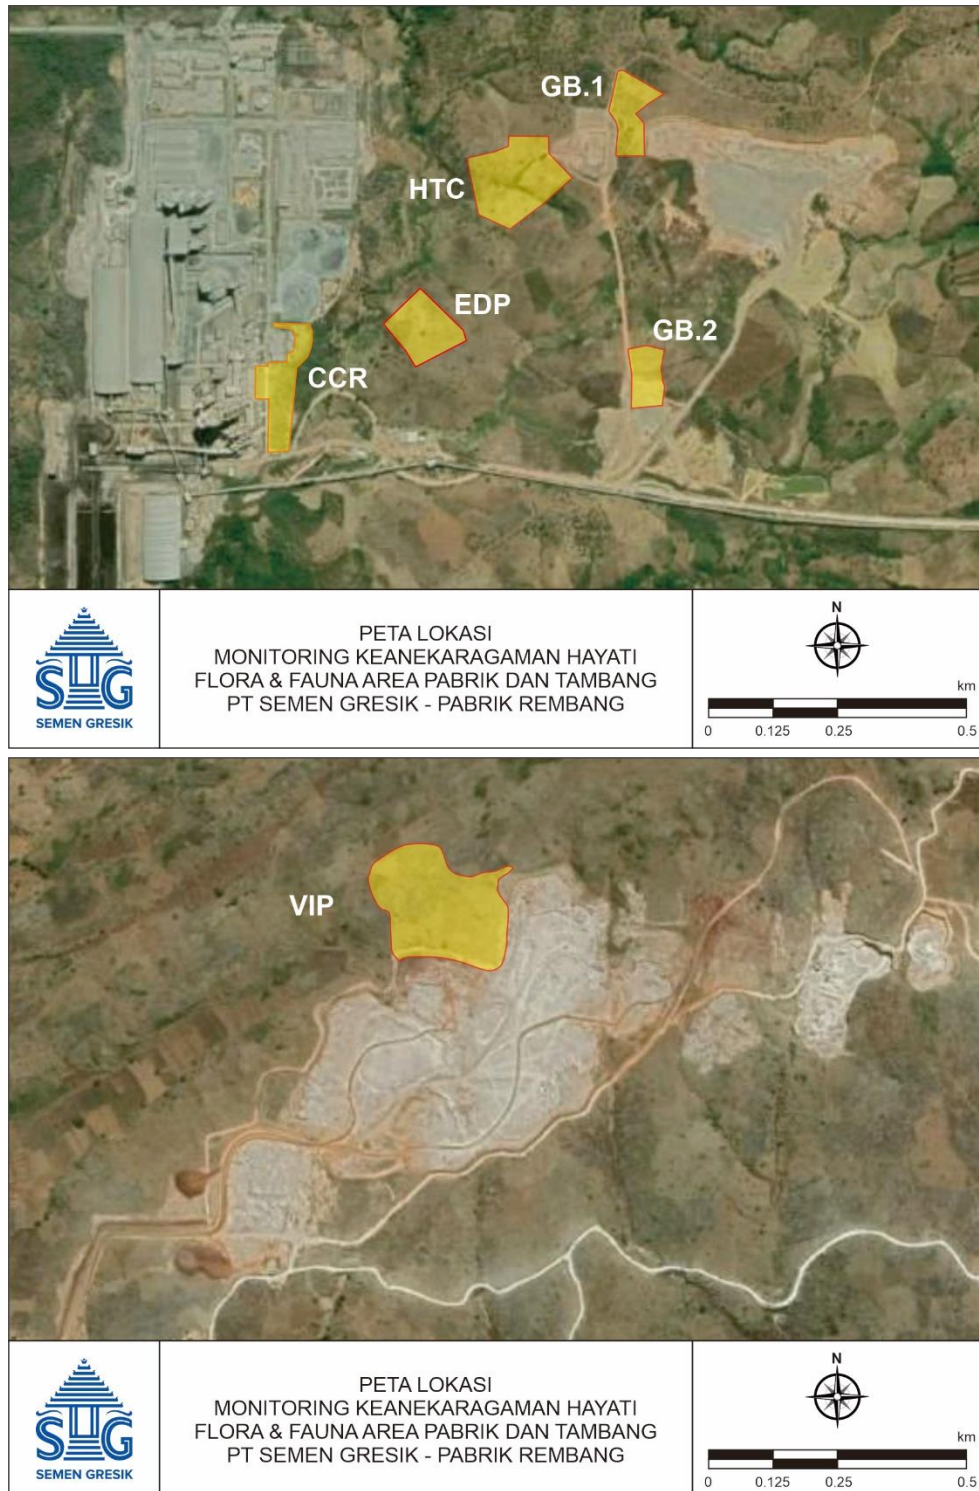 GB.1
HTC
EDP
GB.2
CCR
SG
SEMEN GRESIK
PETA LOKASI
MONITORING KEANEKARAGAMAN HAYATI
FLORA & FAUNA AREA PABRIK DAN TAMBANG
PT SEMEN GRESIK - PABRIK REMBANG
N
km
0 0.125 0.25 0.5
VIP
SG
SEMEN GRESIK
PETA LOKASI
MONITORING KEANEKARAGAMAN HAYATI
FLORA & FAUNA AREA PABRIK DAN TAMBANG
PT SEMEN GRESIK - PABRIK REMBANG
N
km
0 0.125 0.25 0.5